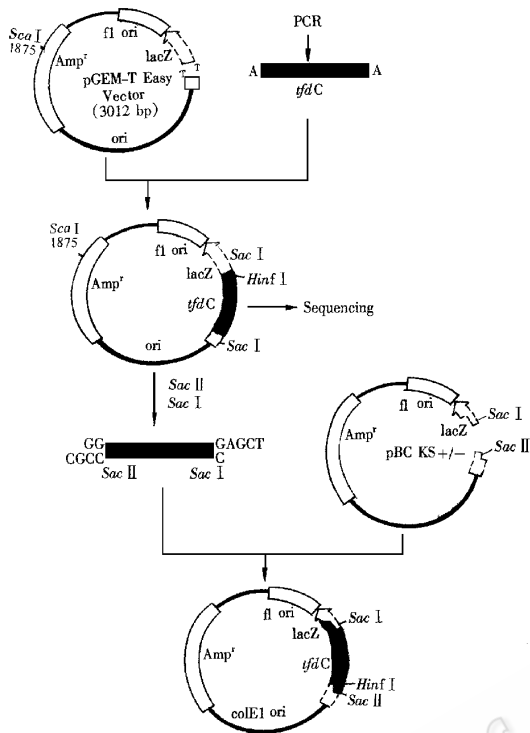 Sca Ⅰ
1875
f1 ori
lacZ
T
T
Ampʳ
pGEM-T Easy
Vector
(3012 bp)
ori
PCR
A
A
tfdC
Sca Ⅰ
1875
f1 ori
Sac Ⅰ
lacZ
Hinf Ⅰ
Ampʳ
tfdC
Sequencing
ori
Sac Ⅰ
Sac Ⅱ
Sac Ⅰ
GG
CGCC
GAGCT
C
Sac Ⅱ
Sac Ⅰ
f1 ori
Sac Ⅰ
lacZ
Ampʳ
Sac Ⅱ
pBC KS+/−
f1 ori
Sac Ⅰ
lacZ
Ampʳ
tfdC
Hinf Ⅰ
colE1 ori
Sac Ⅱ